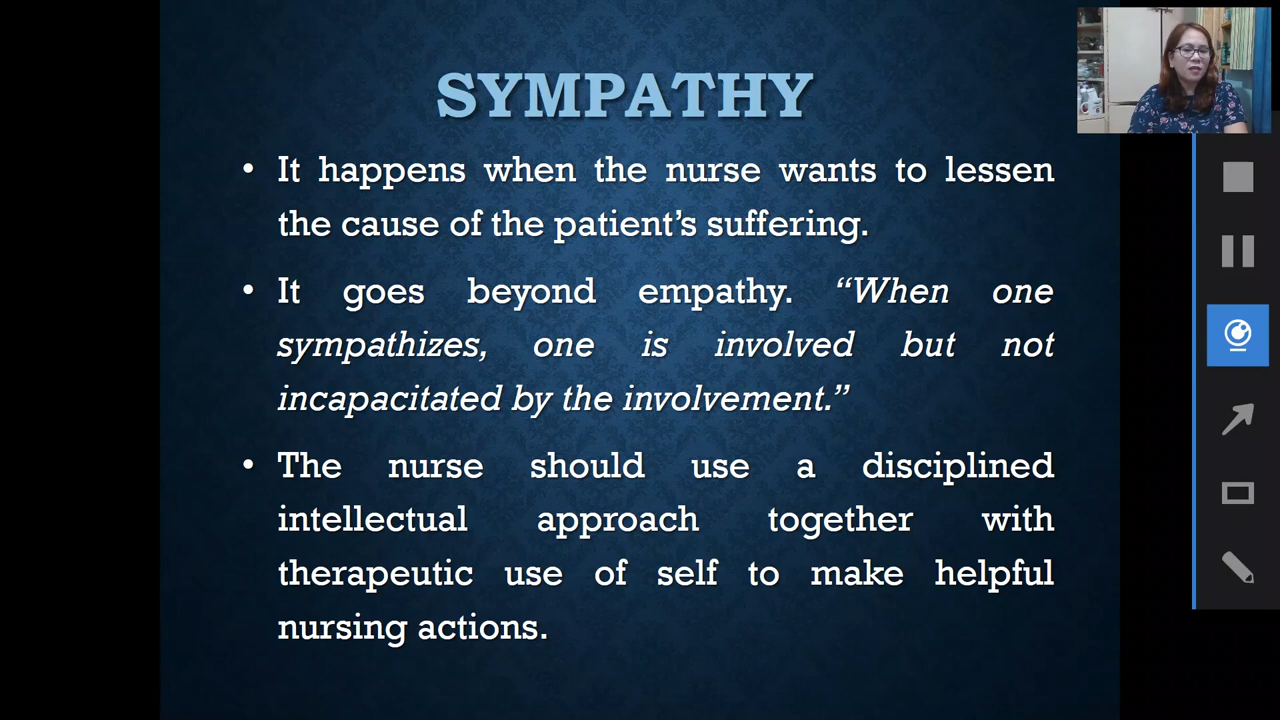 SYMPATHY
• It happens when the nurse wants to lessen
the cause of the patient’s suffering.
• It goes beyond empathy. “When one
sympathizes, one is involved but not
incapacitated by the involvement.”
• The nurse should use a disciplined
intellectual approach together with
therapeutic use of self to make helpful
nursing actions.